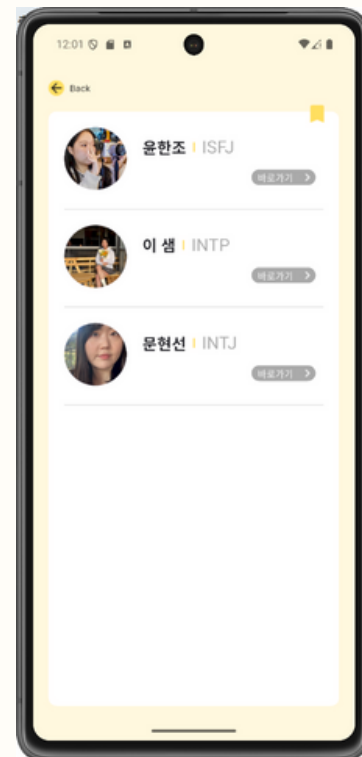 12:01
Back
윤한조 ISFJ
바로가기
이 샘 INTP
바로가기
문현선 INTJ
바로가기